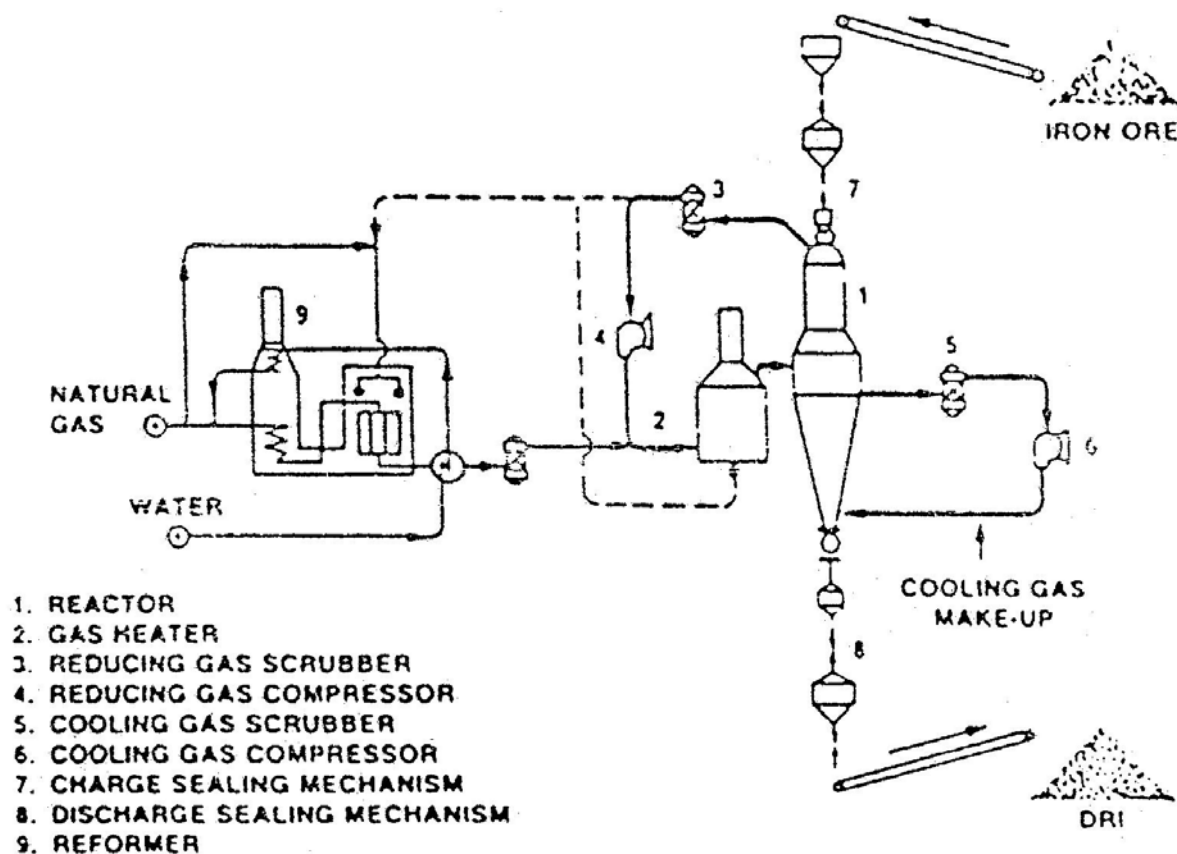 IRON ORE
3
7
1
9
4
5
NATURAL
GAS
2
6
WATER
COOLING GAS
MAKE-UP
8
DRI
1. REACTOR
2. GAS HEATER
3. REDUCING GAS SCRUBBER
4. REDUCING GAS COMPRESSOR
5. COOLING GAS SCRUBBER
6. COOLING GAS COMPRESSOR
7. CHARGE SEALING MECHANISM
8. DISCHARGE SEALING MECHANISM
9. REFORMER